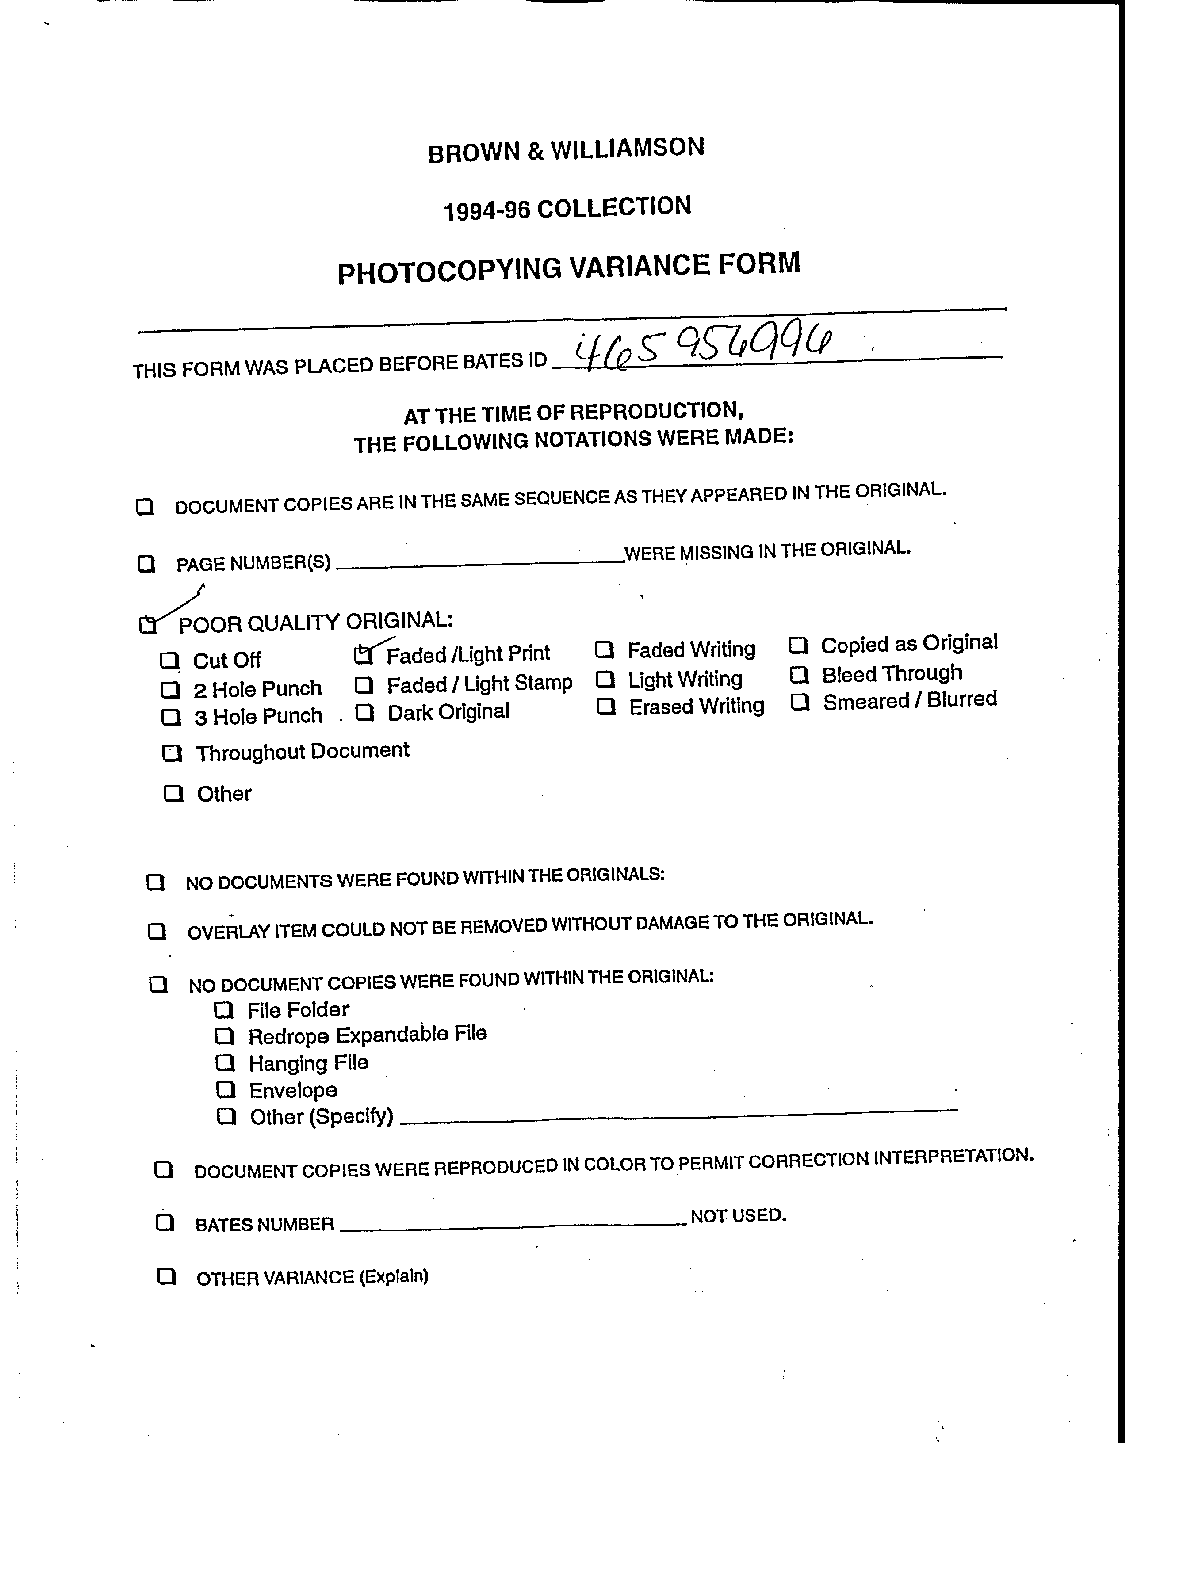 BROWN & WILLIAMSON
1994-96 COLLECTION
PHOTOCOPYING VARIANCE FORM
THIS FORM WAS PLACED BEFORE BATES ID 465956996
AT THE TIME OF REPRODUCTION,
THE FOLLOWING NOTATIONS WERE MADE:
DOCUMENT COPIES ARE IN THE SAME SEQUENCE AS THEY APPEARED IN THE ORIGINAL.
PAGE NUMBER(S) WERE MISSING IN THE ORIGINAL.
POOR QUALITY ORIGINAL:
Cut Off Faded /Light Print Faded Writing Copied as Original
2 Hole Punch Faded / Light Stamp Light Writing Bleed Through
3 Hole Punch Dark Original Erased Writing Smeared / Blurred
Throughout Document
Other
NO DOCUMENTS WERE FOUND WITHIN THE ORIGINALS:
OVERLAY ITEM COULD NOT BE REMOVED WITHOUT DAMAGE TO THE ORIGINAL.
NO DOCUMENT COPIES WERE FOUND WITHIN THE ORIGINAL:
File Folder
Redrope Expandable File
Hanging File
Envelope
Other (Specify)
DOCUMENT COPIES WERE REPRODUCED IN COLOR TO PERMIT CORRECTION INTERPRETATION.
BATES NUMBER NOT USED.
OTHER VARIANCE (Explain)